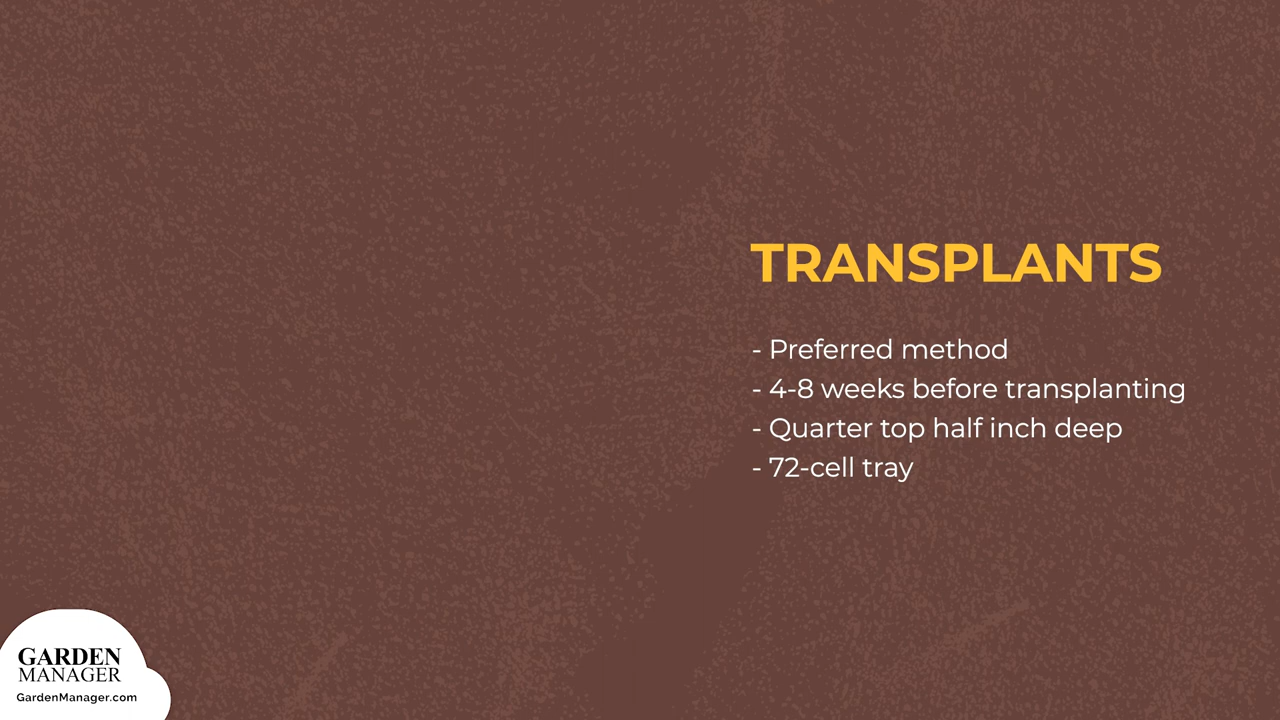 TRANSPLANTS
- Preferred method
- 4-8 weeks before transplanting
- Quarter top half inch deep
- 72-cell tray
GARDEN
MANAGER
GardenManager.com